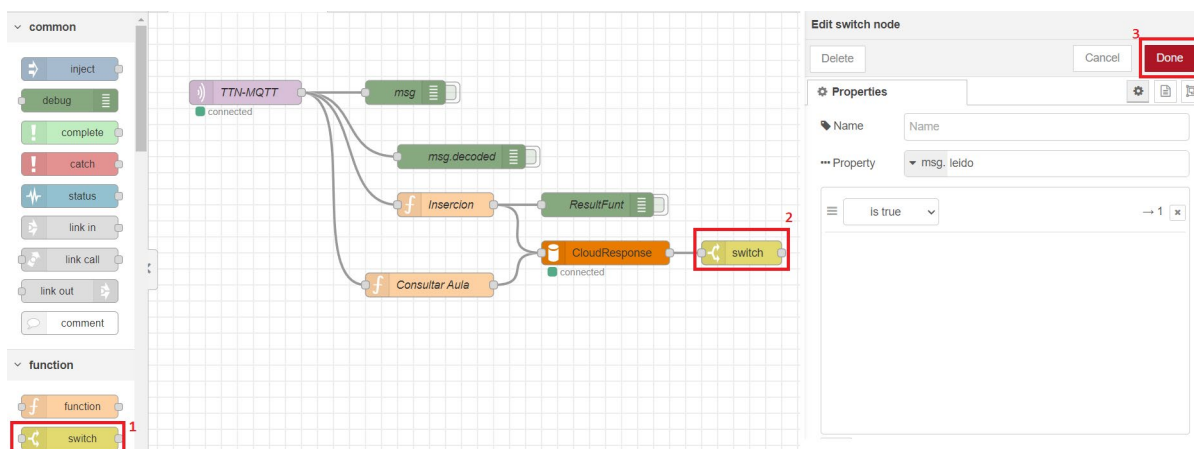 common
inject
debug
complete
catch
status
link in
link call
link out
comment
function
function
switch
1
TTN-MQTT
connected
msg
msg.decoded
Insercion
ResultFunt
CloudResponse
connected
Consultar Aula
switch
2
Edit switch node
3
Delete
Cancel
Done
Properties
Name
Name
Property
msg. leido
is true
→ 1